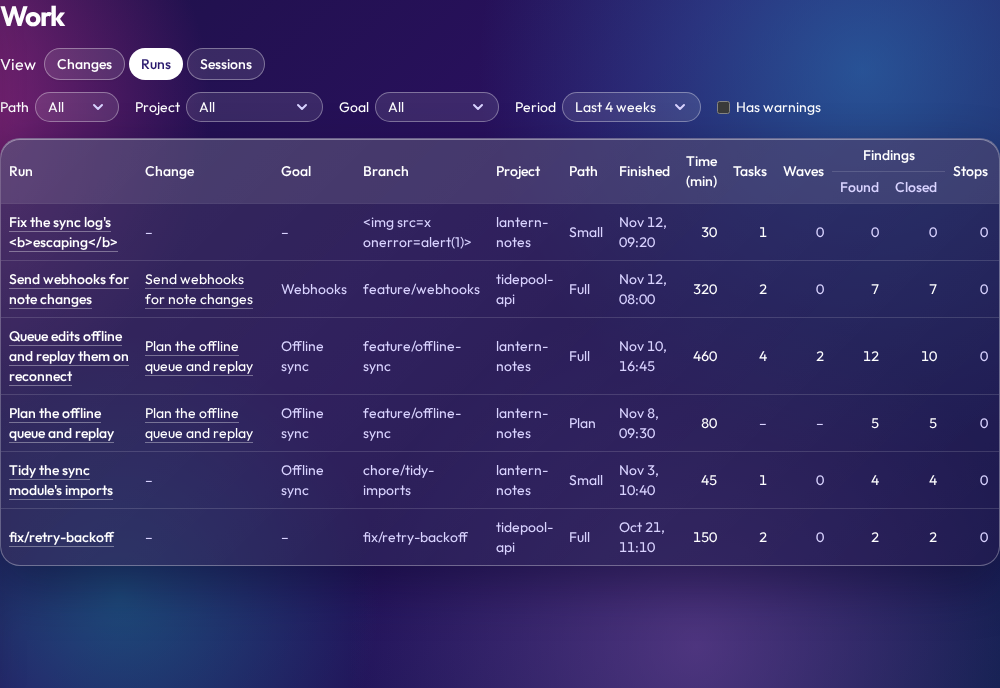 Work
View Changes Runs Sessions
Path All Project All Goal All Period Last 4 weeks Has warnings
Run Change Goal Branch Project Path Finished Time (min) Tasks Waves Findings Found Closed Stops
Fix the sync log's
<b>escaping</b>
–
–
<img src=x
onerror=alert(1)>
lantern-
notes
Small
Nov 12,
09:20
30 1 0 0 0 0
Send webhooks for
note changes
Send webhooks
for note changes
Webhooks
feature/webhooks
tidepool-
api
Full
Nov 12,
08:00
320 2 0 7 7 0
Queue edits offline
and replay them on
reconnect
Plan the offline
queue and replay
Offline
sync
feature/offline-
sync
lantern-
notes
Full
Nov 10,
16:45
460 4 2 12 10 0
Plan the offline
queue and replay
Plan the offline
queue and replay
Offline
sync
feature/offline-
sync
lantern-
notes
Plan
Nov 8,
09:30
80 – – 5 5 0
Tidy the sync
module's imports
–
Offline
sync
chore/tidy-
imports
lantern-
notes
Small
Nov 3,
10:40
45 1 0 4 4 0
fix/retry-backoff
–
–
fix/retry-backoff
tidepool-
api
Full
Oct 21,
11:10
150 2 0 2 2 0